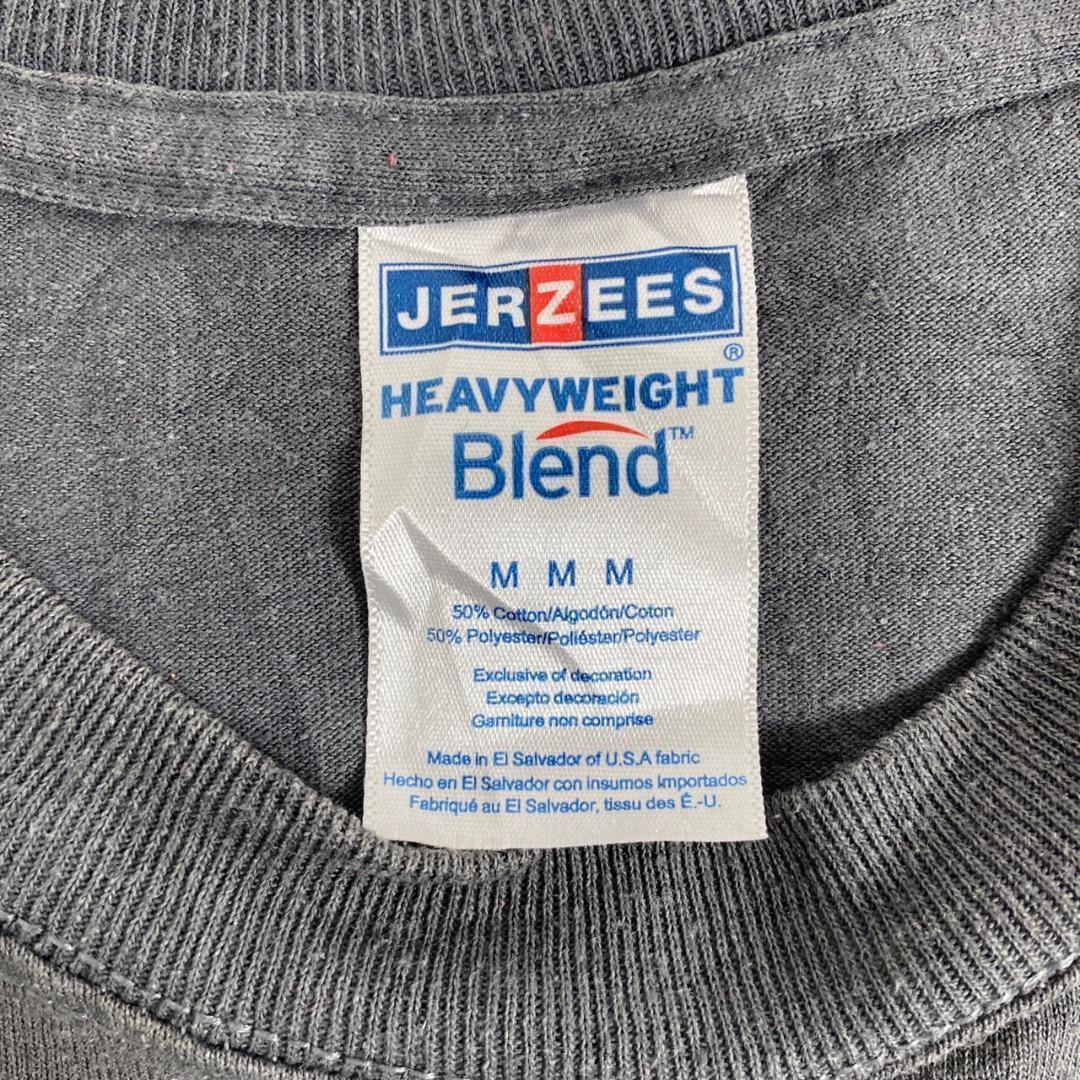 JERZEES
®
HEAVYWEIGHT
Blend™
M M M
50% Cotton/Algodón/Coton
50% Polyester/Poliéster/Polyester
Exclusive of decoration
Excepto decoración
Garniture non comprise
Made in El Salvador of U.S.A fabric
Hecho en El Salvador con insumos importados
Fabriqué au El Salvador, tissu des É.-U.